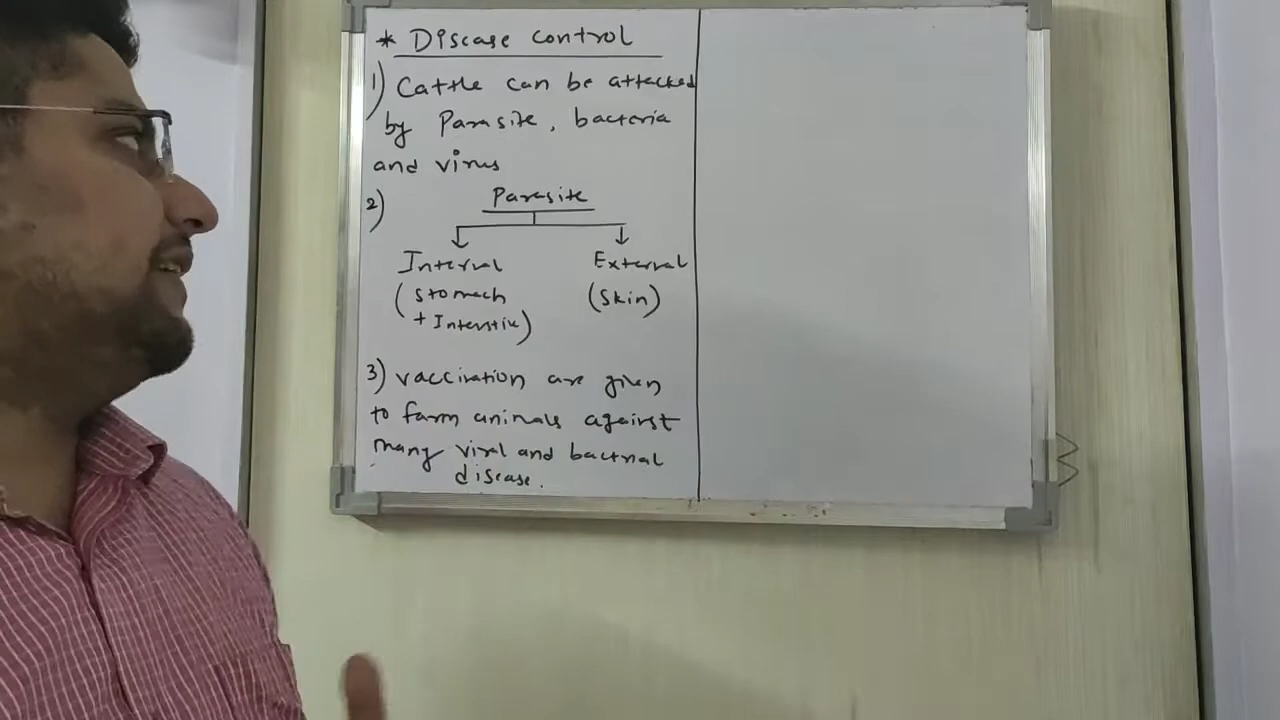 * Disease control
1) Cattle can be attacked
by Parasite, bacteria
and virus
2) Parasite
Internal External
(Stomach (Skin)
+ Interstine)
3) vaccination are given
to farm animals against
many viral and bactrial
disease.